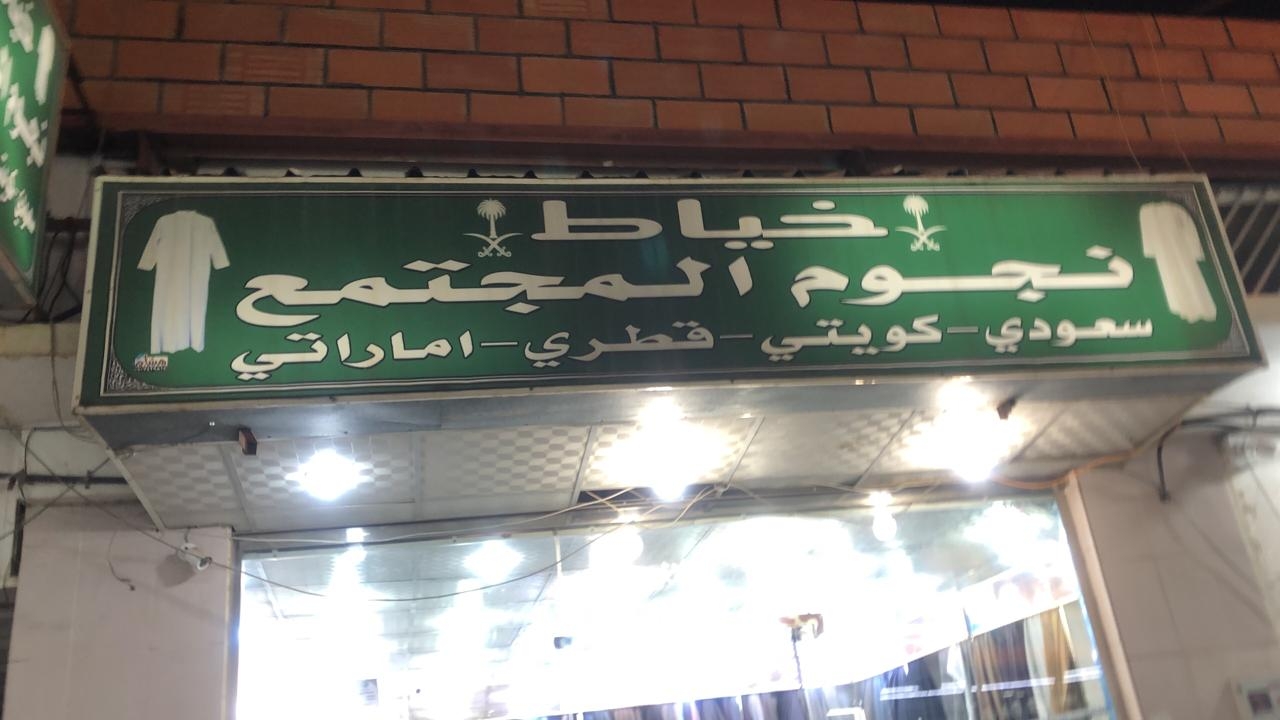 خياط
نجوم المجتمع
سعودي - كويتي - قطري - اماراتي